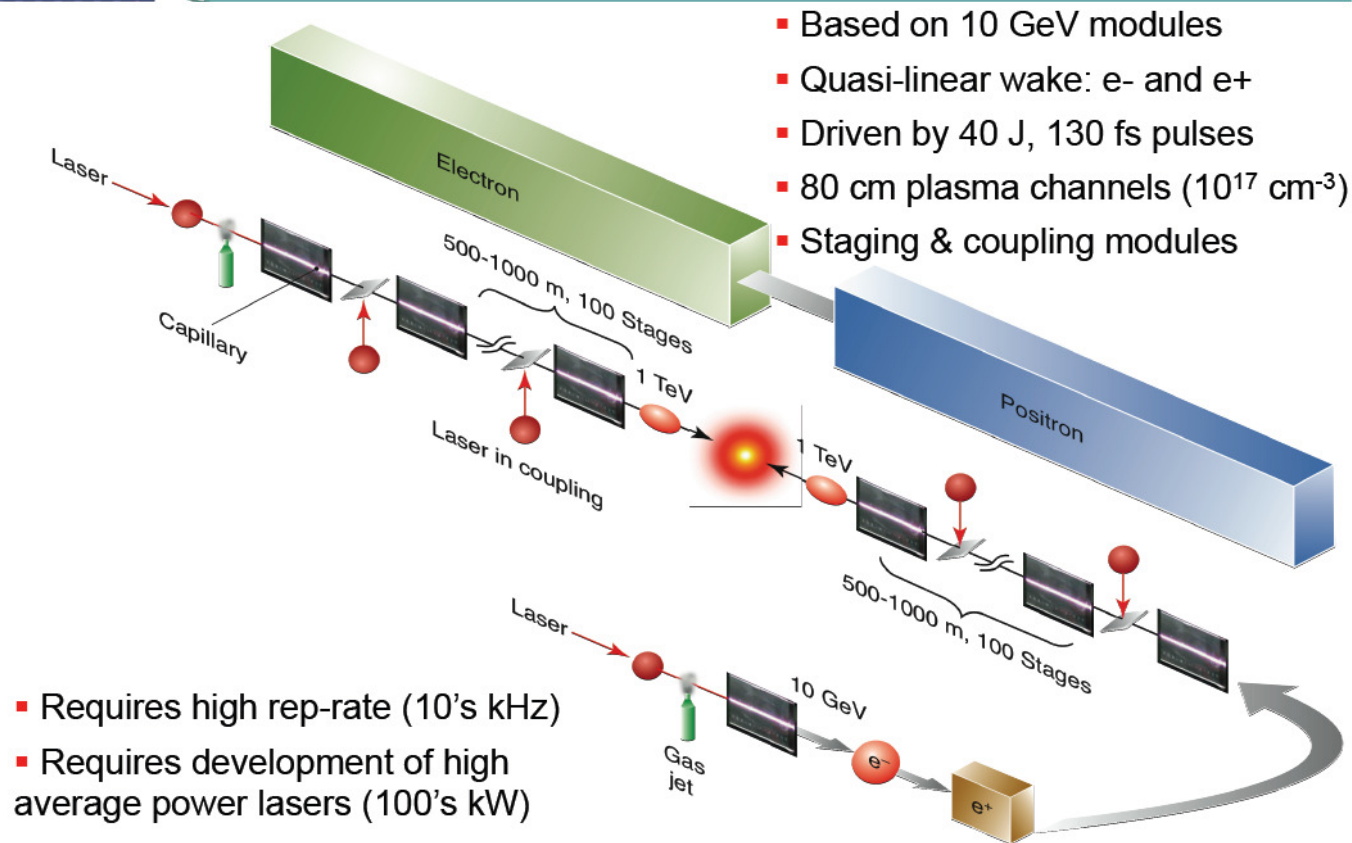 ▪ Based on 10 GeV modules
▪ Quasi-linear wake: e- and e+
▪ Driven by 40 J, 130 fs pulses
▪ 80 cm plasma channels (10¹⁷ cm⁻³)
▪ Staging & coupling modules
Electron
Laser
500-1000 m, 100 Stages
Capillary
1 TeV
Laser in coupling
Positron
1 TeV
500-1000 m, 100 Stages
Laser
10 GeV
Gas
jet
e⁻
e⁺
▪ Requires high rep-rate (10's kHz)
▪ Requires development of high
average power lasers (100's kW)